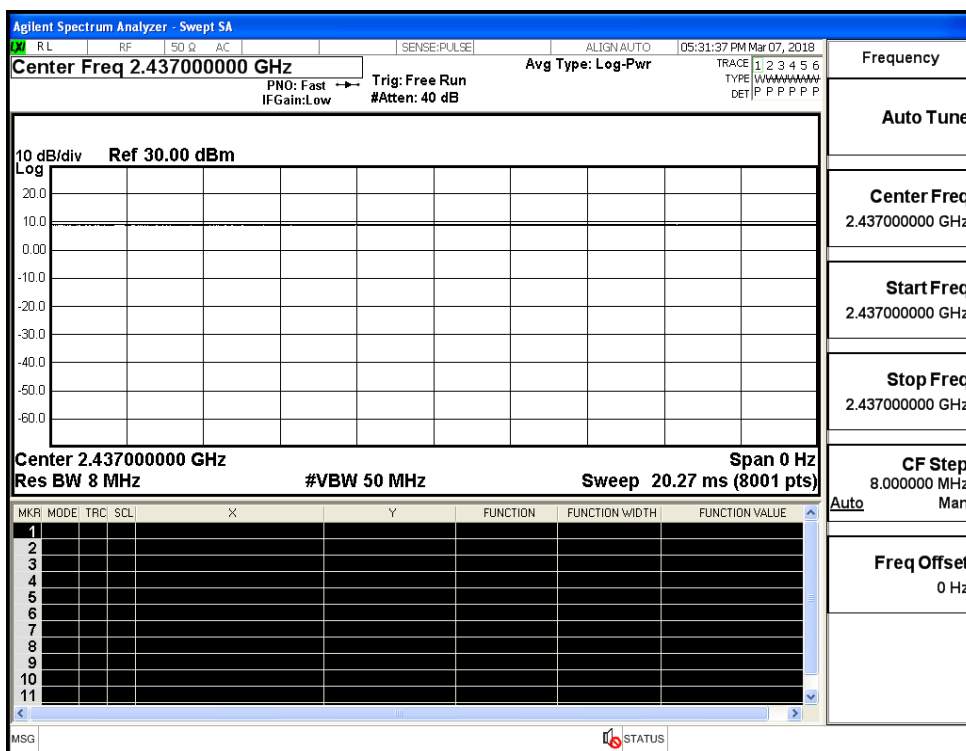 Agilent Spectrum Analyzer - Swept SA
LXI RL RF 50 Ω AC SENSE:PULSE ALIGN AUTO 05:31:37 PM Mar 07, 2018
Center Freq 2.437000000 GHz Avg Type: Log-Pwr TRACE 1 2 3 4 5 6
PNO: Fast Trig: Free Run TYPE WWWWWW
IFGain:Low #Atten: 40 dB DET P P P P P P
10 dB/div Ref 30.00 dBm
Log
20.0
10.0
0.00
-10.0
-20.0
-30.0
-40.0
-50.0
-60.0
Center 2.437000000 GHz Span 0 Hz
Res BW 8 MHz #VBW 50 MHz Sweep 20.27 ms (8001 pts)
MKR MODE TRC SCL X Y FUNCTION FUNCTION WIDTH FUNCTION VALUE
1
2
3
4
5
6
7
8
9
10
11
MSG STATUS
Frequency
Auto Tune
Center Freq
2.437000000 GHz
Start Freq
2.437000000 GHz
Stop Freq
2.437000000 GHz
CF Step
8.000000 MHz
Auto Man
Freq Offset
0 Hz